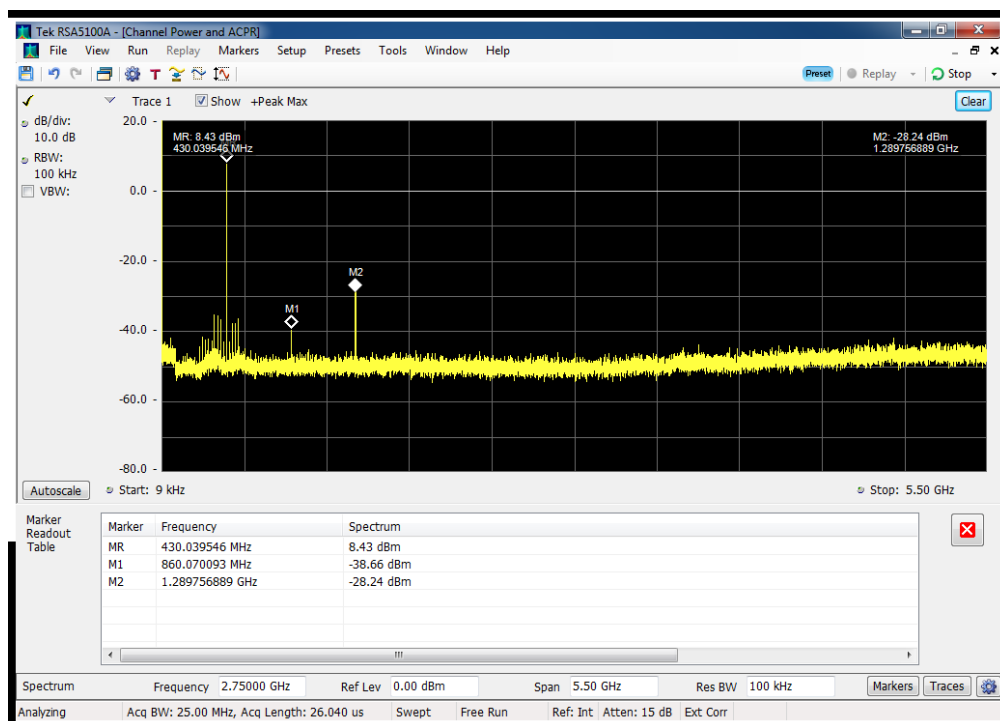 Tek RSA5100A - [Channel Power and ACPR]
File View Run Replay Markers Setup Presets Tools Window Help
T Preset Replay Stop
Trace 1 Show +Peak Max Clear
dB/div:
10.0 dB
RBW:
100 kHz
VBW:
20.0
0.0
-20.0
-40.0
-60.0
-80.0
MR: 8.43 dBm
430.039546 MHz
M2: -28.24 dBm
1.289756889 GHz
M2
M1
Autoscale Start: 9 kHz Stop: 5.50 GHz
Marker
Readout
Table
Marker Frequency Spectrum
MR 430.039546 MHz 8.43 dBm
M1 860.070093 MHz -38.66 dBm
M2 1.289756889 GHz -28.24 dBm
Spectrum Frequency 2.75000 GHz Ref Lev 0.00 dBm Span 5.50 GHz Res BW 100 kHz Markers Traces
Analyzing Acq BW: 25.00 MHz, Acq Length: 26.040 us Swept Free Run Ref: Int Atten: 15 dB Ext Corr